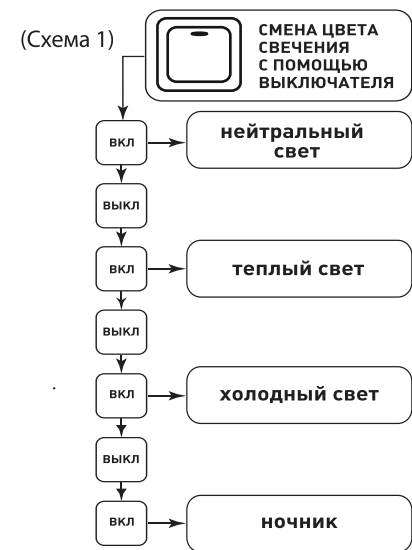 (Схема 1)
СМЕНА ЦВЕТА
СВЕЧЕНИЯ
С ПОМОЩЬЮ
ВЫКЛЮЧАТЕЛЯ
ВКЛ
нейтральный
свет
ВЫКЛ
ВКЛ
теплый свет
ВЫКЛ
ВКЛ
холодный свет
ВЫКЛ
ВКЛ
ночник